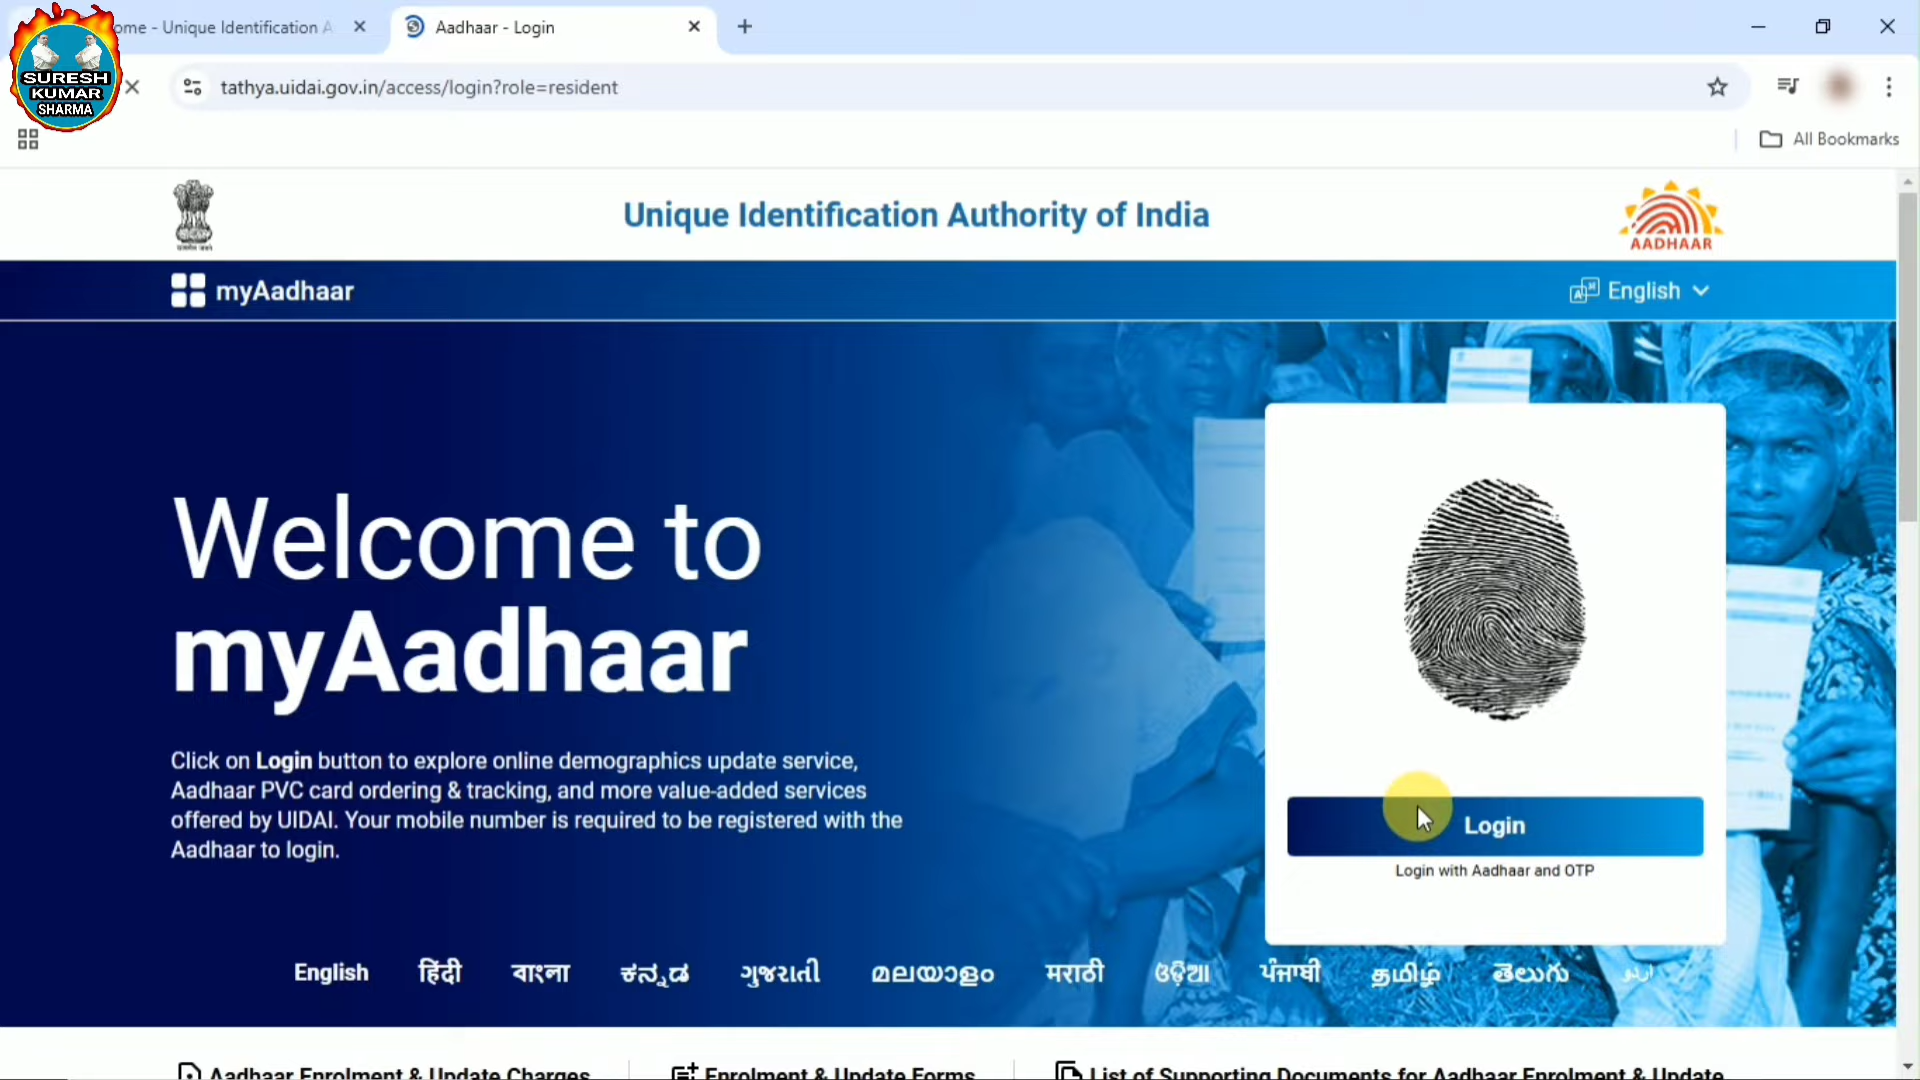 ome - Unique Identification A
Aadhaar - Login
SURESH
KUMAR
SHARMA
tathya.uidai.gov.in/access/login?role=resident
All Bookmarks
Unique Identification Authority of India
AADHAAR
myAadhaar
English
Welcome to
myAadhaar
Click on Login button to explore online demographics update service,
Aadhaar PVC card ordering & tracking, and more value-added services
offered by UIDAI. Your mobile number is required to be registered with the
Aadhaar to login.
Login
Login with Aadhaar and OTP
English हिंदी বাংলা ಕನ್ನಡ ગુજરાતી മലയാളം मराठी ଓଡ଼ିଆ ਪੰਜਾਬੀ தமிழ் తెలుగు اردو
Aadhaar Enrolment & Update Charges Enrolment & Update Forms List of Supporting Documents for Aadhaar Enrolment & Update